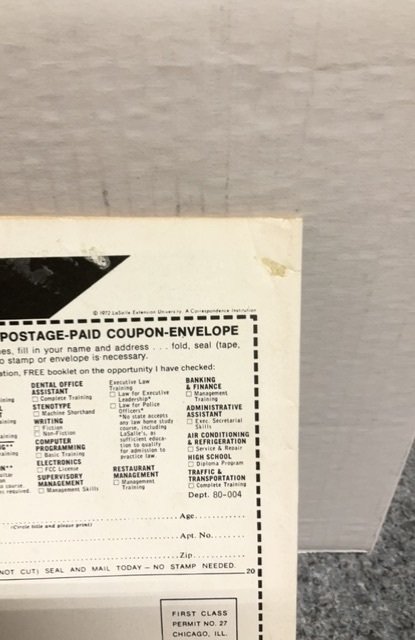 © 1972 LaSalle Extension University, A Correspondence Institution
POSTAGE-PAID COUPON-ENVELOPE
nes, fill in your name and address . . . fold, seal (tape,
o stamp or envelope is necessary.
ation, FREE booklet on the opportunity I have checked:
DENTAL OFFICE
ASSISTANT
Complete Training
STENOTYPE
Machine Shorthand
WRITING
Fiction
Non-Fiction
COMPUTER
PROGRAMMING
Basic Training
ELECTRONICS
FCC License
SUPERVISORY
MANAGEMENT
Management Skills
Executive Law
Training
Law for Executive
Leadership*
Law for Police
Officers*
*No state accepts
any law home study
course, including
LaSalle's, as
sufficient educa-
tion to qualify
for admission to
practice law.
RESTAURANT
MANAGEMENT
Management
Training
BANKING
& FINANCE
Management
Training
ADMINISTRATIVE
ASSISTANT
Exec. Secretarial
Skills
AIR CONDITIONING
& REFRIGERATION
Service & Repair
HIGH SCHOOL
Diploma Program
TRAFFIC &
TRANSPORTATION
Complete Training
Dept. 80-004
Age
(Circle title and please print)
Apt. No.
Zip
NOT CUT) SEAL AND MAIL TODAY – NO STAMP NEEDED. 20
FIRST CLASS
PERMIT NO. 27
CHICAGO, ILL.